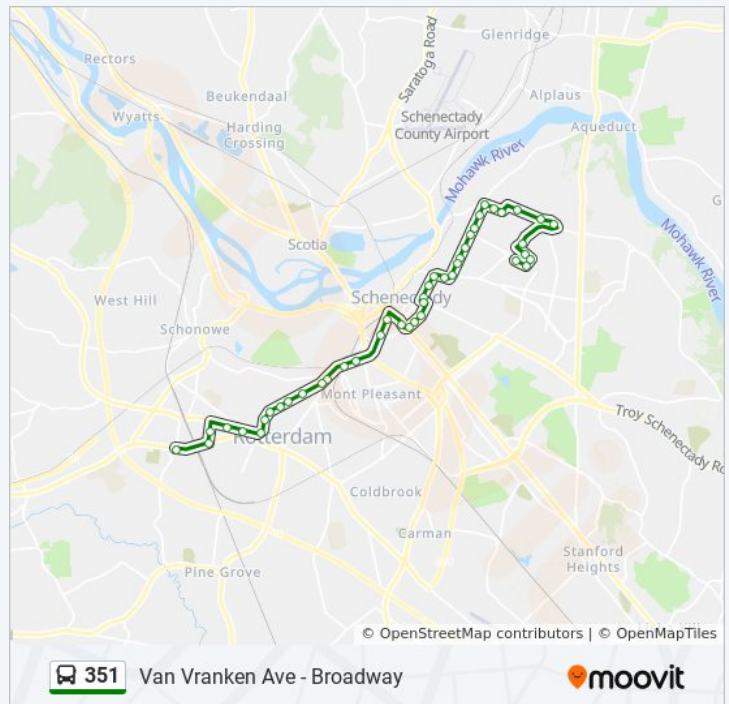 Rectors
Saratoga Road
Glenridge
Beukendaal
Alplaus
Wyatts
Harding
Crossing
Schenectady
County Airport
Aqueduct
Mohawk River
Scotia
Mohawk River
West Hill
Schenectady
Schonowe
Mont Pleasant
Troy Schenectady
Rotterdam
Coldbrook
Carman
Stanford
Heights
Pine Grove
© OpenStreetMap contributors | © OpenMapTiles
351 Van Vranken Ave - Broadway
moovit